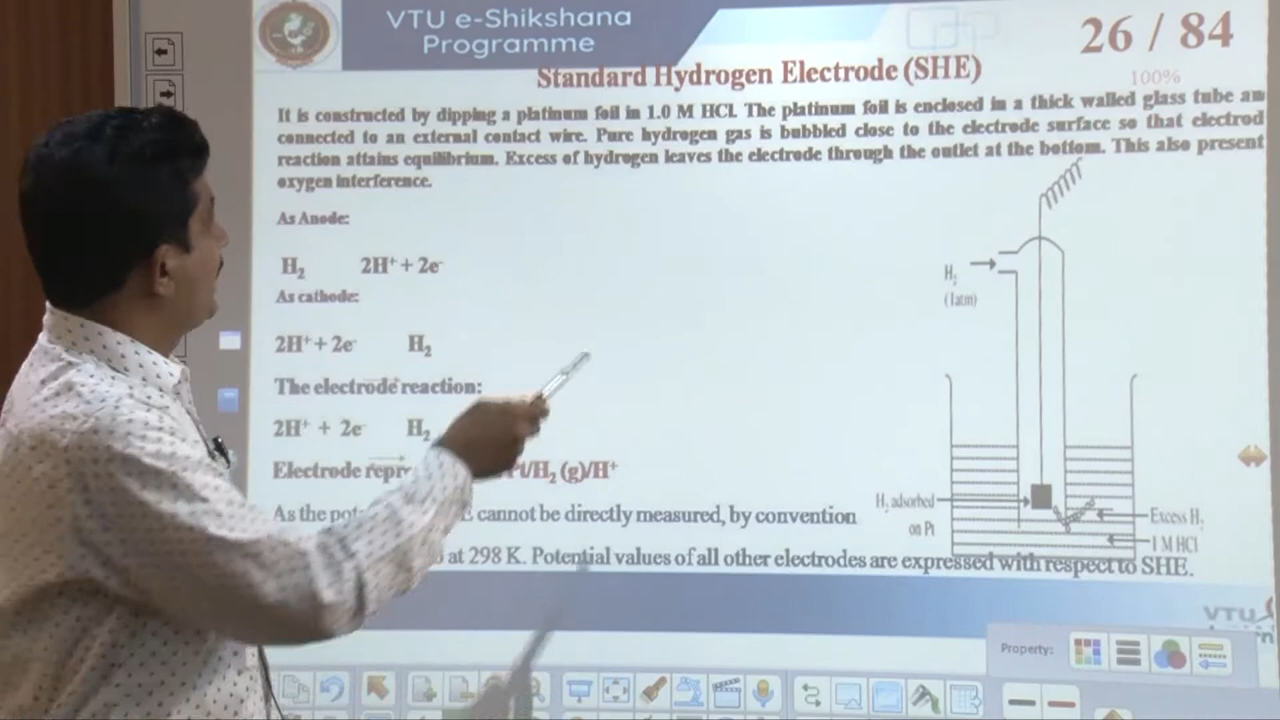 VTU e-Shikshana
Programme
26 / 84
100%
Standard Hydrogen Electrode (SHE)
It is constructed by dipping a platinum foil in 1.0 M HCl. The platinum foil is enclosed in a thick walled glass tube an
connected to an external contact wire. Pure hydrogen gas is bubbled close to the electrode surface so that electrod
reaction attains equilibrium. Excess of hydrogen leaves the electrode through the outlet at the bottom. This also present
oxygen interference.
As Anode:
H₂ 2H⁺ + 2e⁻
As cathode:
2H⁺ + 2e⁻ H₂
The electrode reaction:
2H⁺ + 2e⁻ H₂
Electrode repr /H₂ (g)/H⁺
As the pot E cannot be directly measured, by convention
at 298 K. Potential values of all other electrodes are expressed with respect to SHE.
H₂
(1atm)
H₂ adsorbed
on Pt
Excess H₂
1 M HCl
VTU
Property: